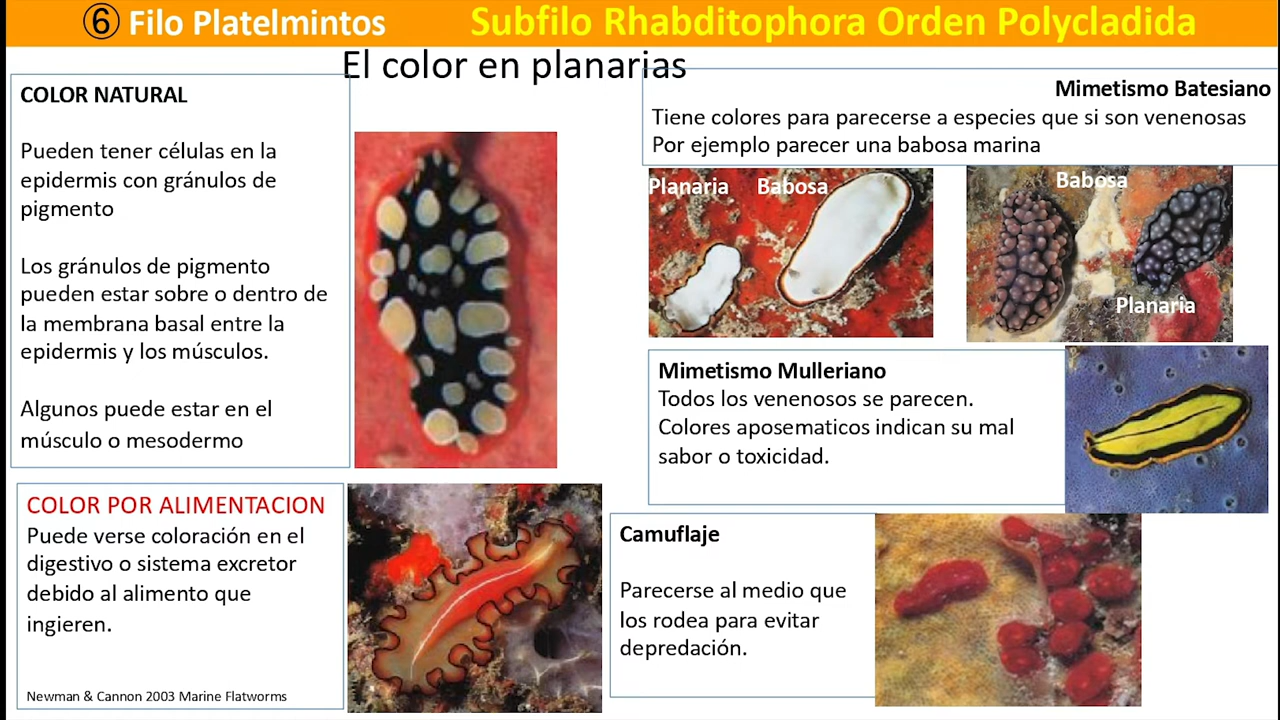 ⑥ Filo Platelmintos
Subfilo Rhabditophora Orden Polycladida
El color en planarias
COLOR NATURAL
Pueden tener células en la
epidermis con gránulos de
pigmento
Los gránulos de pigmento
pueden estar sobre o dentro de
la membrana basal entre la
epidermis y los músculos.
Algunos puede estar en el
músculo o mesodermo
COLOR POR ALIMENTACION
Puede verse coloración en el
digestivo o sistema excretor
debido al alimento que
ingieren.
Newman & Cannon 2003 Marine Flatworms
Mimetismo Batesiano
Tiene colores para parecerse a especies que si son venenosas
Por ejemplo parecer una babosa marina
Planaria Babosa
Babosa
Planaria
Mimetismo Mulleriano
Todos los venenosos se parecen.
Colores aposematicos indican su mal
sabor o toxicidad.
Camuflaje
Parecerse al medio que
los rodea para evitar
depredación.